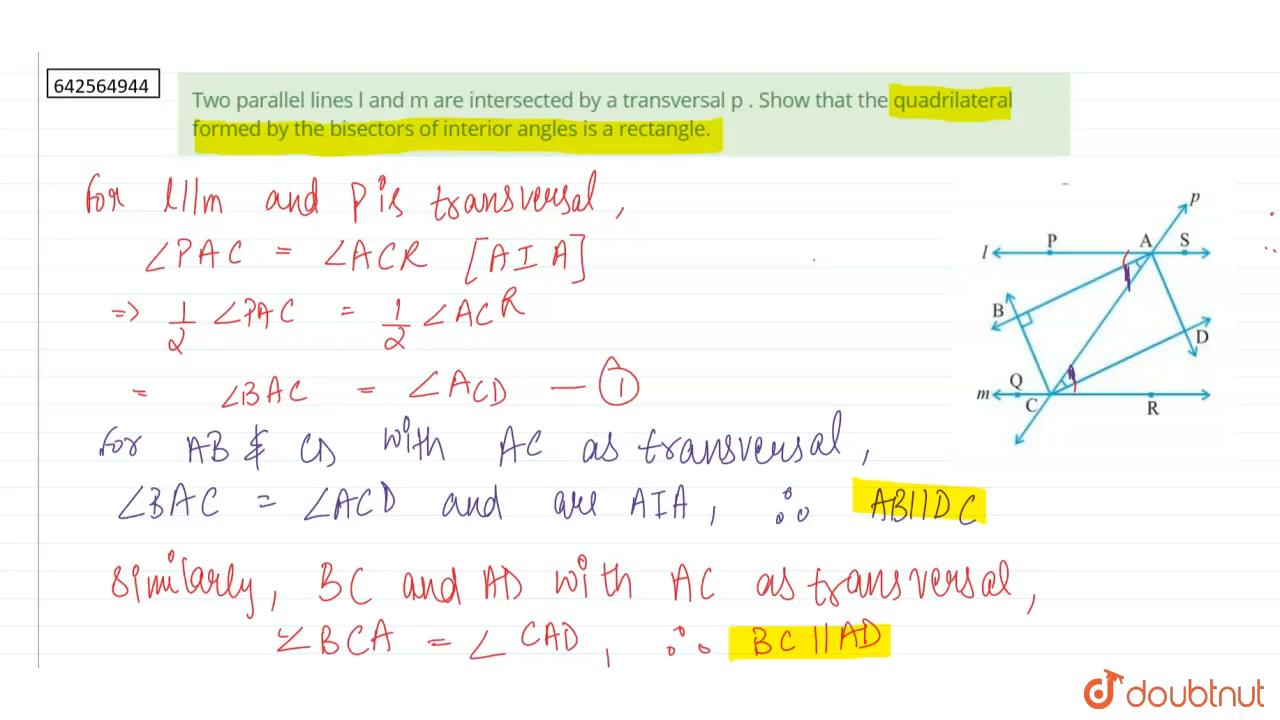 642564944
Two parallel lines l and m are intersected by a transversal p . Show that the quadrilateral
formed by the bisectors of interior angles is a rectangle.
for l||m and P is transversal,
∠PAC = ∠ACR [AIA]
=> 1/2 ∠PAC = 1/2 ∠ACR
= ∠BAC = ∠ACD — ①
for AB & CD with AC as transversal,
∠BAC = ∠ACD and are AIA, ∴ AB||DC
Similarly, BC and AD with AC as transversal,
∠BCA = ∠CAD, ∴ BC||AD
p
l P A S
B
D
m Q C R
doubtnut